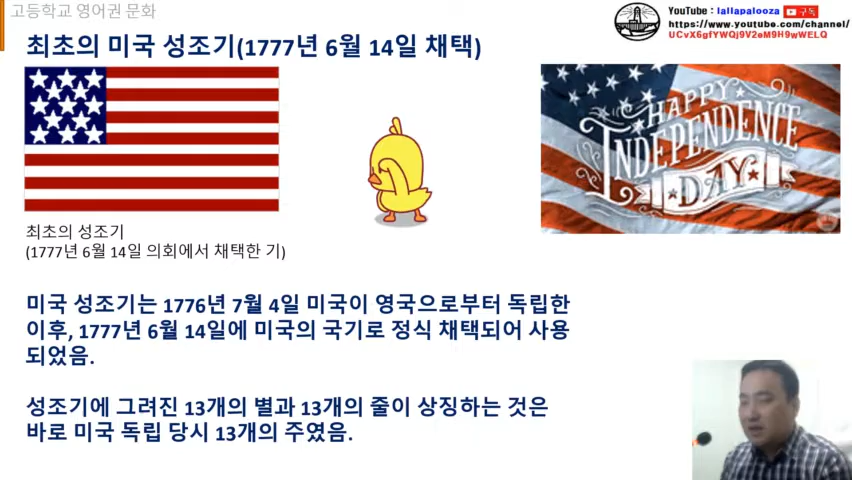 고등학교 영어권 문화
YouTube : lallapalooza 구독
https://www.youtube.com/channel/
UCvX6gfYWQj9V2eM9H9wWELQ
최초의 미국 성조기(1777년 6월 14일 채택)
HAPPY
INDEPENDENCE
DAY
최초의 성조기
(1777년 6월 14일 의회에서 채택한 기)
미국 성조기는 1776년 7월 4일 미국이 영국으로부터 독립한
이후, 1777년 6월 14일에 미국의 국기로 정식 채택되어 사용
되었음.
성조기에 그려진 13개의 별과 13개의 줄이 상징하는 것은
바로 미국 독립 당시 13개의 주였음.